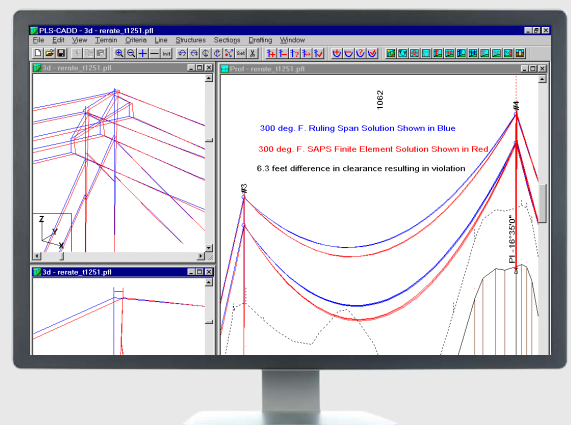 PLS-CADD - [rerate_t1251.pfl
File Edit View Terrain Criteria Line Structures Sections Drafting Window
Init
Set
3d - rerate_t1251.pfl
Prof - rerate_t1251.pfl
1062
#4
300 deg. F. Ruling Span Solution Shown in Blue
300 deg. F. SAPS Finite Element Solution Shown in Red
6.3 feet difference in clearance resulting in violation
#3
Z
Y
X
PI -16°35'0"
3d - rerate_t1251.pfl